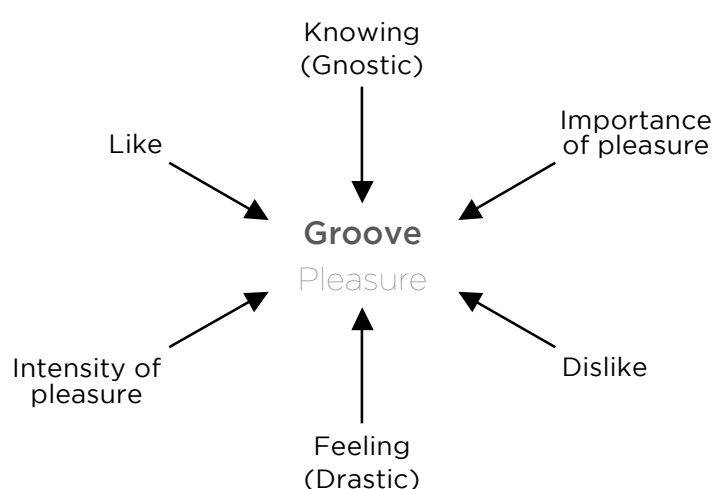 Knowing
(Gnostic)
Like
Importance
of pleasure
Groove
Pleasure
Intensity of
pleasure
Dislike
Feeling
(Drastic)